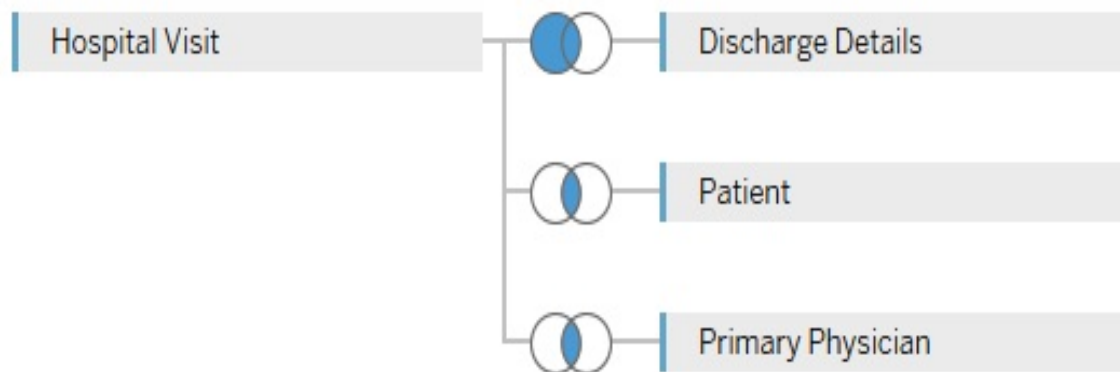 Hospital Visit
Discharge Details
Patient
Primary Physician